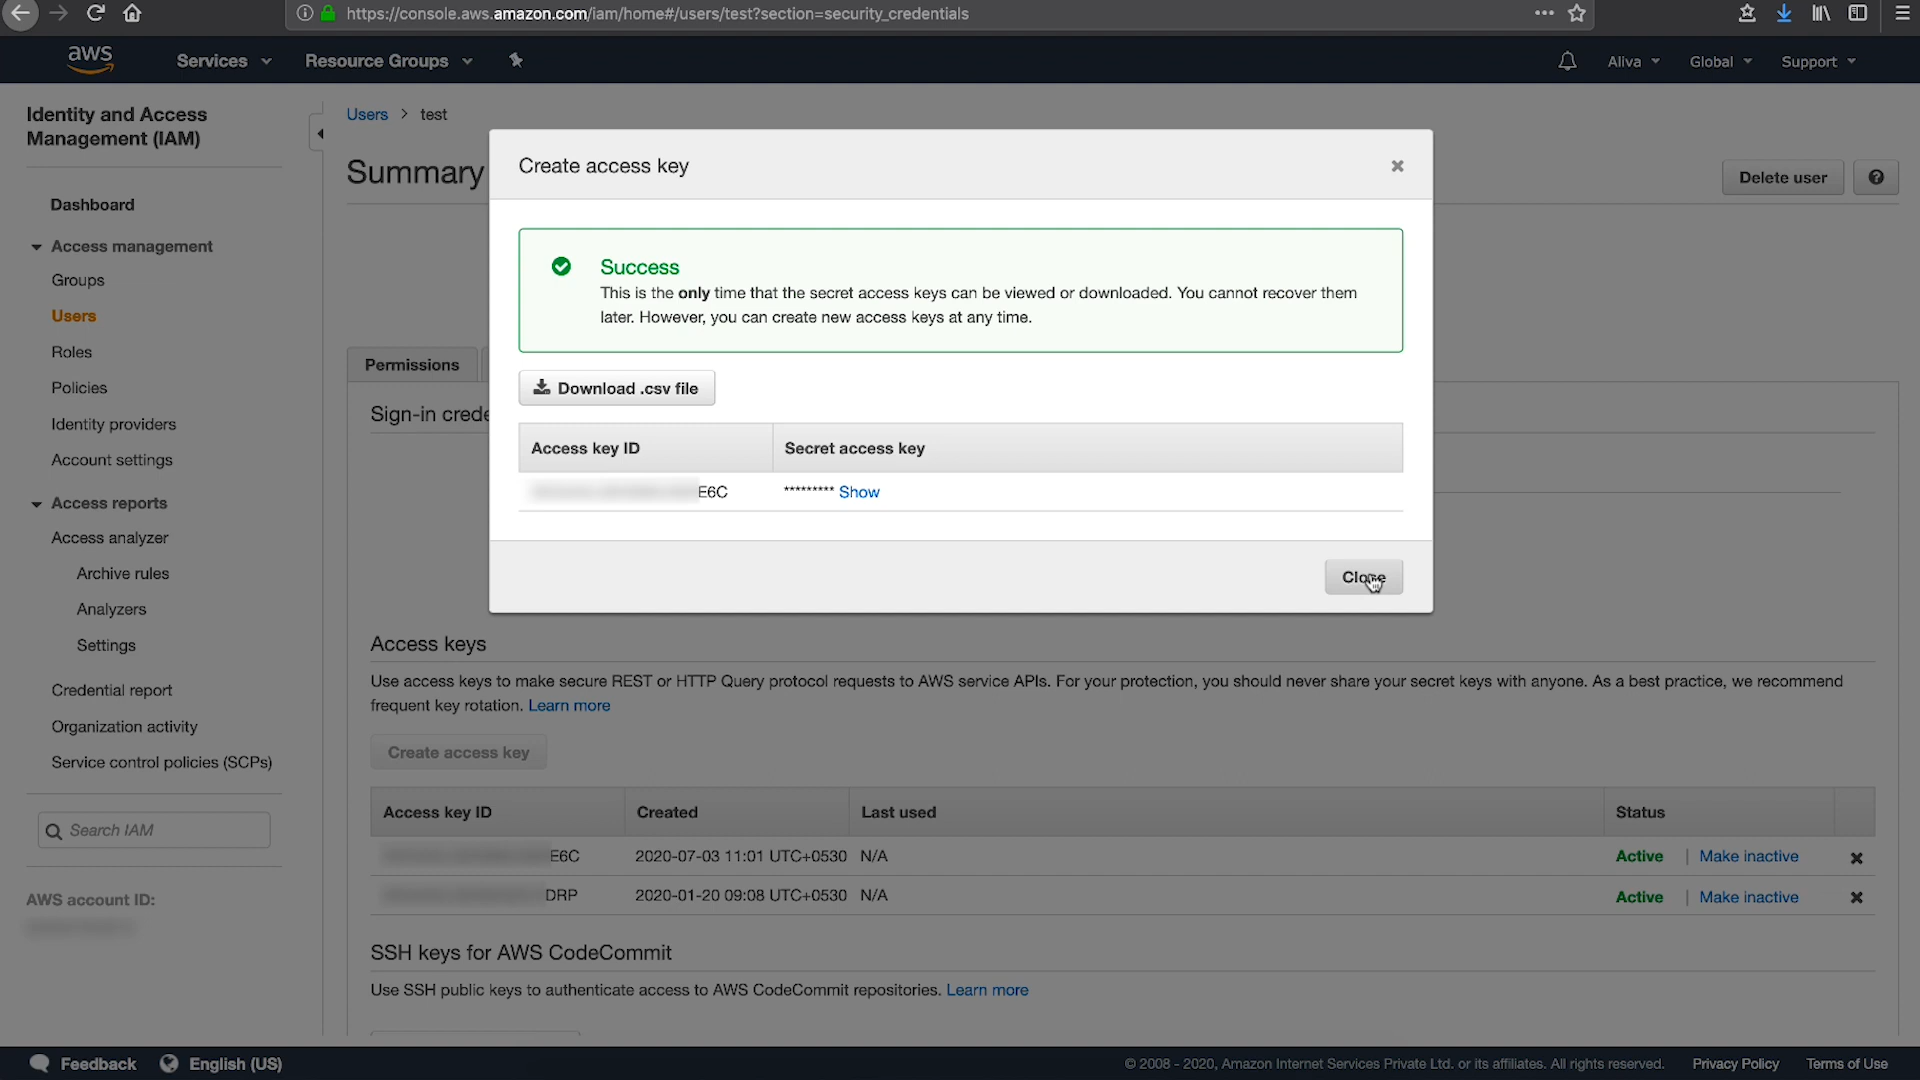 https://console.aws.amazon.com/iam/home#/users/test?section=security_credentials
aws
Services
Resource Groups
Aliva
Global
Support
Identity and Access
Management (IAM)
Dashboard
Access management
Groups
Users
Roles
Policies
Identity providers
Account settings
Access reports
Access analyzer
Archive rules
Analyzers
Settings
Credential report
Organization activity
Service control policies (SCPs)
Search IAM
AWS account ID:
Users > test
Summary
Delete user
Permissions
Sign-in crede
Create access key
Success
This is the only time that the secret access keys can be viewed or downloaded. You cannot recover them
later. However, you can create new access keys at any time.
Download .csv file
Access key ID Secret access key
E6C ********* Show
Close
Access keys
Use access keys to make secure REST or HTTP Query protocol requests to AWS service APIs. For your protection, you should never share your secret keys with anyone. As a best practice, we recommend
frequent key rotation. Learn more
Create access key
Access key ID Created Last used Status
E6C 2020-07-03 11:01 UTC+0530 N/A Active | Make inactive
DRP 2020-01-20 09:08 UTC+0530 N/A Active | Make inactive
SSH keys for AWS CodeCommit
Use SSH public keys to authenticate access to AWS CodeCommit repositories. Learn more
Feedback
English (US)
© 2008 - 2020, Amazon Internet Services Private Ltd. or its affiliates. All rights reserved.
Privacy Policy
Terms of Use